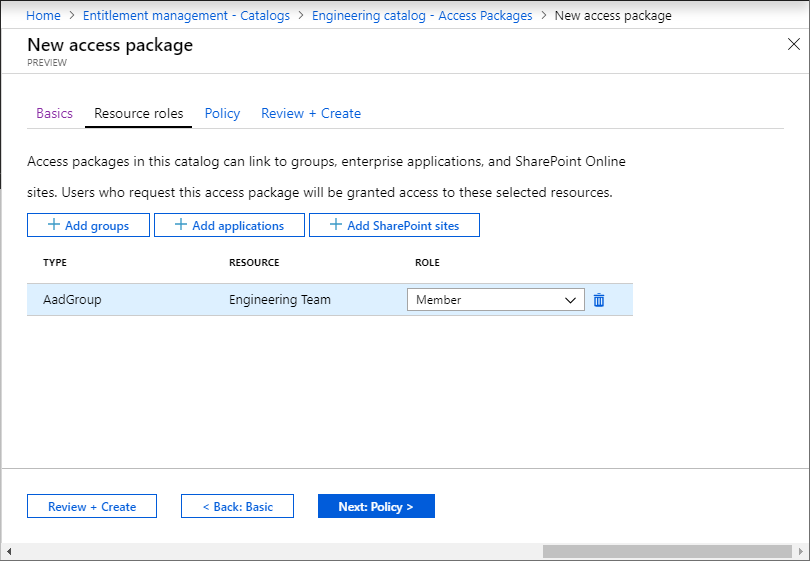 Home > Entitlement management - Catalogs > Engineering catalog - Access Packages > New access package
New access package
PREVIEW
Basics Resource roles Policy Review + Create
Access packages in this catalog can link to groups, enterprise applications, and SharePoint Online
sites. Users who request this access package will be granted access to these selected resources.
+ Add groups + Add applications + Add SharePoint sites
TYPE RESOURCE ROLE
AadGroup Engineering Team Member
Review + Create < Back: Basic Next: Policy >